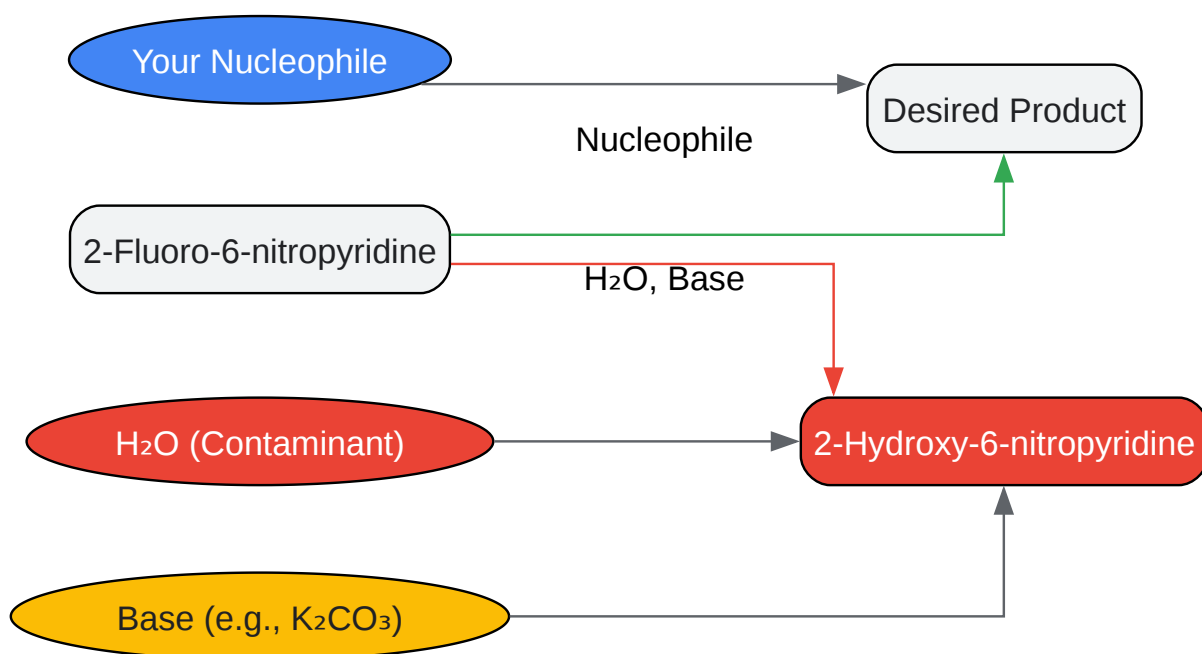 Your Nucleophile
Desired Product
Nucleophile
2-Fluoro-6-nitropyridine
H₂O, Base
H₂O (Contaminant)
2-Hydroxy-6-nitropyridine
Base (e.g., K₂CO₃)